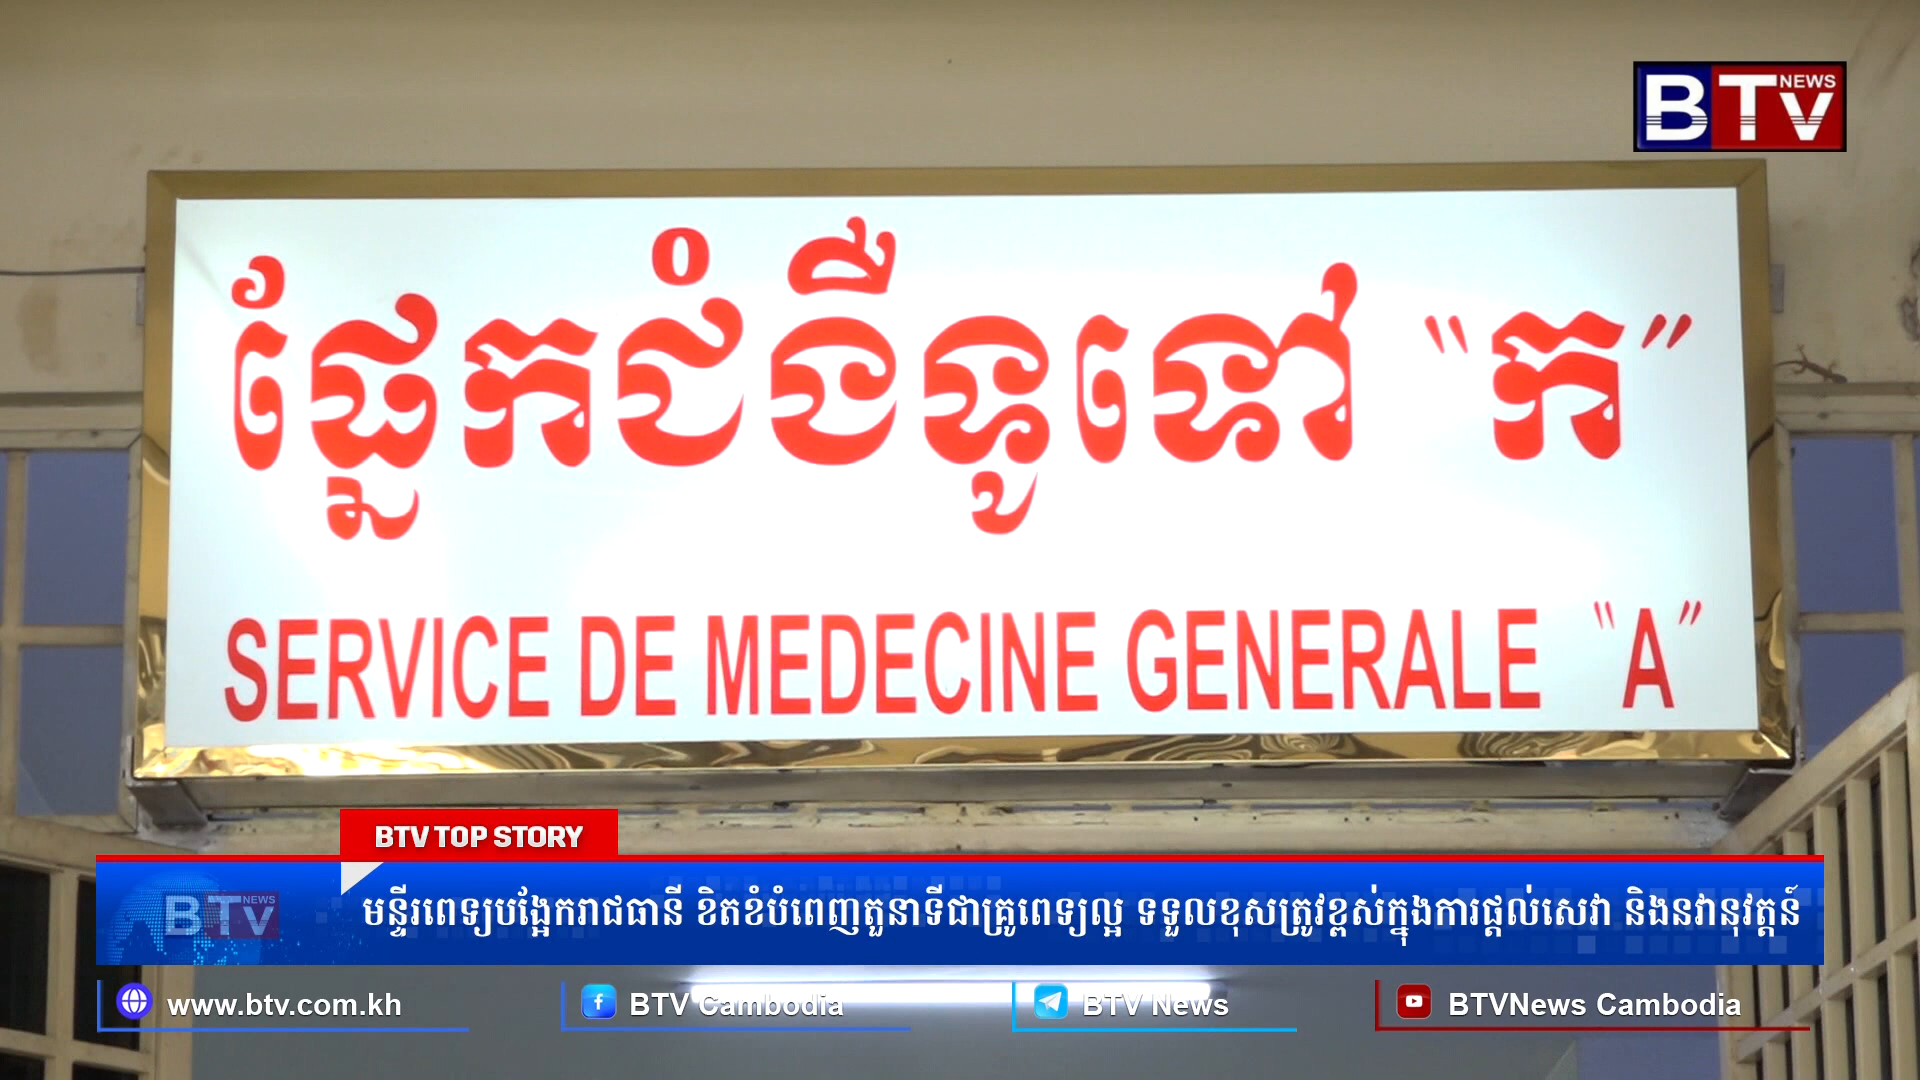 BTV NEWS
ផ្នែកជំងឺទូទៅ "ក"
SERVICE DE MEDECINE GENERALE "A"
BTV TOP STORY
BTV NEWS
មន្ទីរពេទ្យបង្អែករាជធានី ខិតខំបំពេញតួនាទីជាគ្រូពេទ្យល្អ ទទួលខុសត្រូវខ្ពស់ក្នុងការផ្តល់សេវា និងនវានុវត្តន៍
www.btv.com.kh
BTV Cambodia
BTV News
BTVNews Cambodia